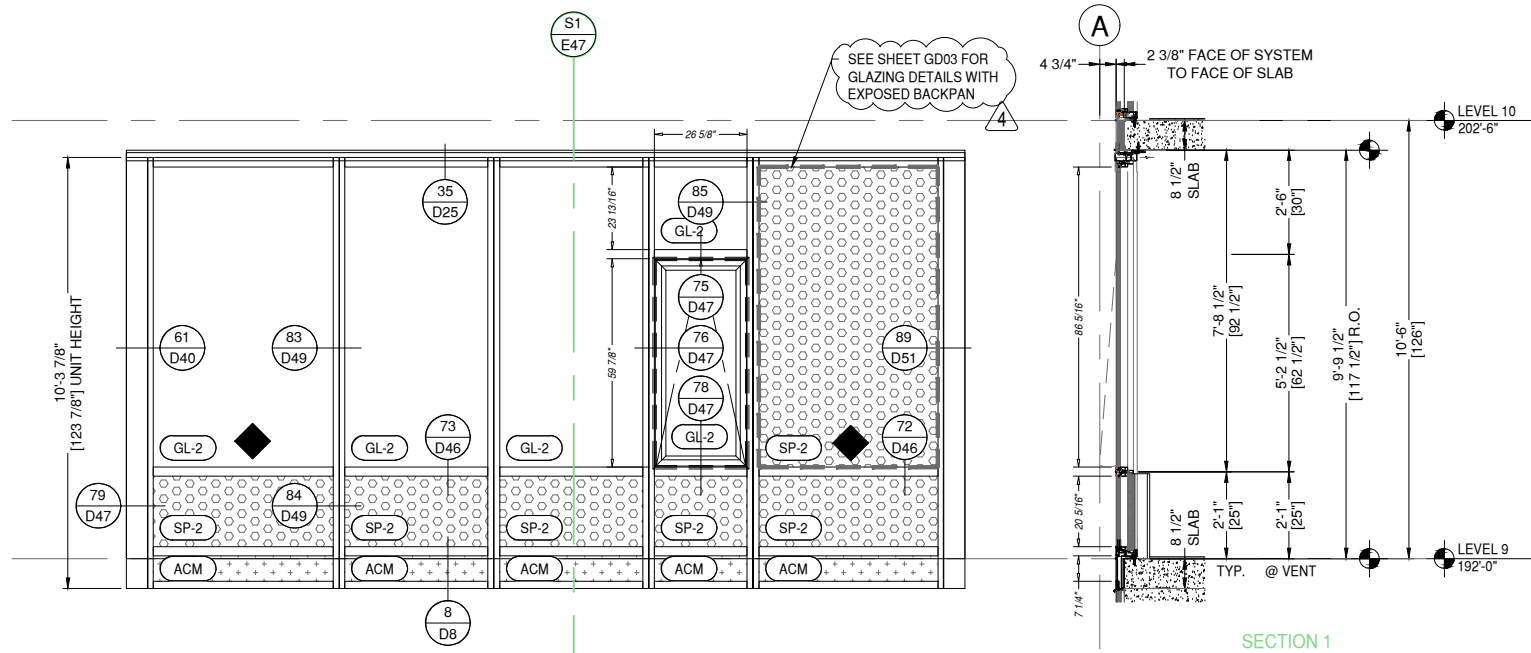 S1
E47
SEE SHEET GD03 FOR
GLAZING DETAILS WITH
EXPOSED BACKPAN
4
A
4 3/4"
2 3/8" FACE OF SYSTEM
TO FACE OF SLAB
LEVEL 10
202'-6"
26 5/8"
35
D25
23 13/16"
85
D49
GL-2
8 1/2"
SLAB
2'-6"
[30"]
10'-3 7/8"
[123 7/8"] UNIT HEIGHT
61
D40
83
D49
59 7/8"
75
D47
76
D47
78
D47
GL-2
89
D51
86 5/16"
7'-8 1/2"
[92 1/2"]
5'-2 1/2"
[62 1/2"]
9'-9 1/2"
[117 1/2"] R.O.
10'-6"
[126"]
GL-2
GL-2
73
D46
GL-2
SP-2
72
D46
79
D47
84
D49
SP-2
SP-2
SP-2
SP-2
SP-2
20 5/16"
8 1/2"
SLAB
2'-1"
[25"]
2'-1"
[25"]
ACM
ACM
ACM
ACM
ACM
TYP.
@ VENT
LEVEL 9
192'-0"
7 1/4"
8
D8
SECTION 1